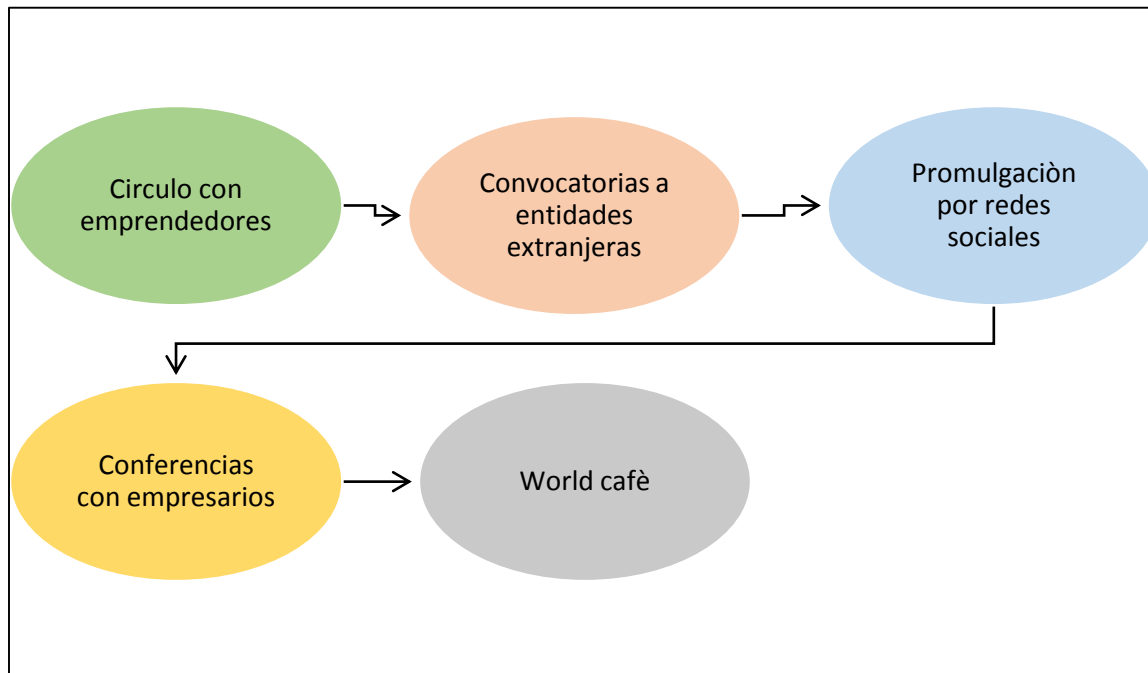 Circulo con
emprendedores
Convocatorias a
entidades
extranjeras
Promulgaciòn
por redes
sociales
Conferencias
con empresarios
World cafè